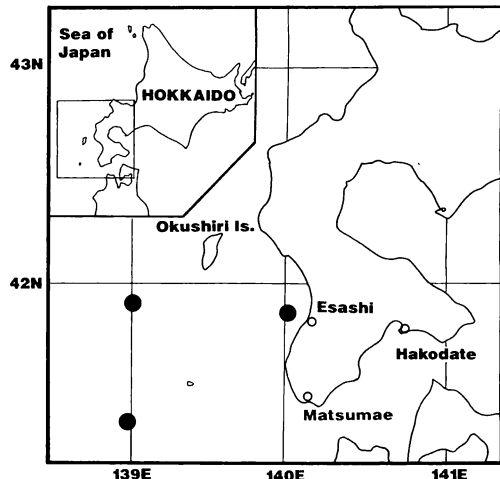 Sea of
Japan
43N
HOKKAIDO
Okushiri Is.
42N
Esashi
Hakodate
Matsumae
139E
140E
141E